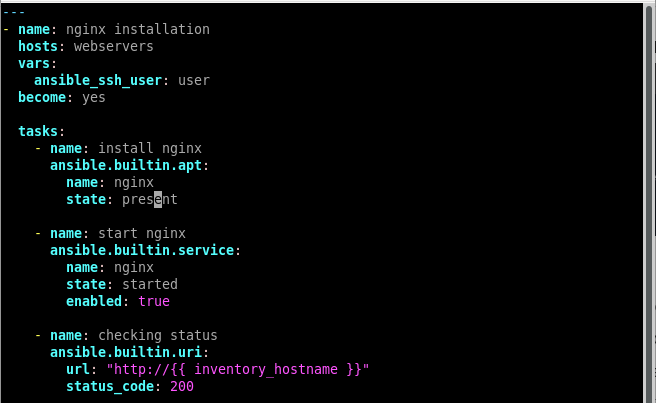 ---
- name: nginx installation
  hosts: webservers
  vars:
    ansible_ssh_user: user
  become: yes

  tasks:
    - name: install nginx
      ansible.builtin.apt:
        name: nginx
        state: present

    - name: start nginx
      ansible.builtin.service:
        name: nginx
        state: started
        enabled: true

    - name: checking status
      ansible.builtin.uri:
        url: "http://{{ inventory_hostname }}"
        status_code: 200